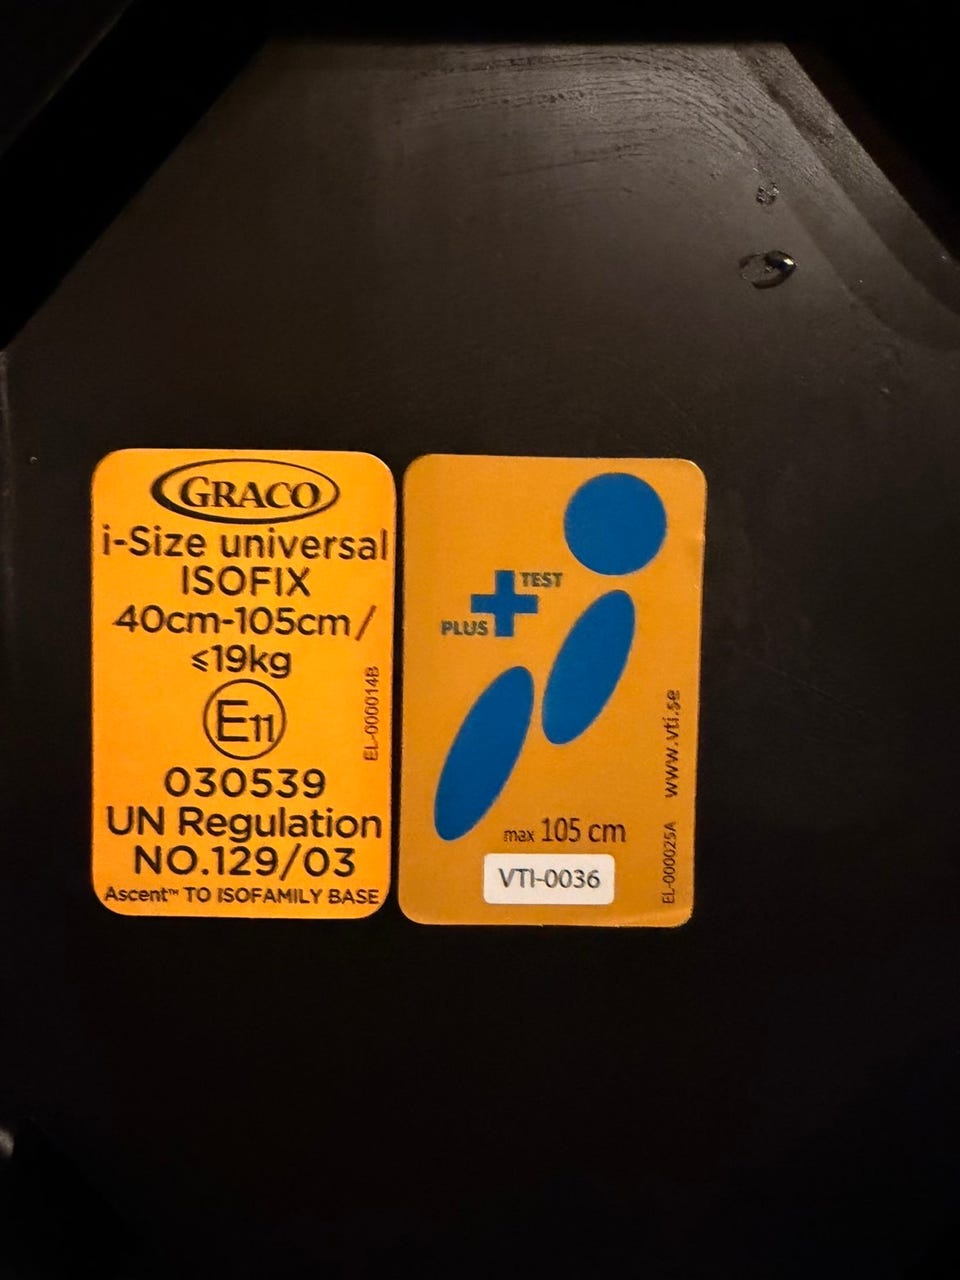 GRACO
i-Size universal
ISOFIX
40cm-105cm /
≤19kg
E11
030539
UN Regulation
NO.129/03
Ascent™ TO ISOFAMILY BASE
EL-000014B
TEST
PLUS
max 105 cm
VTI-0036
EL-000025A www.vti.se